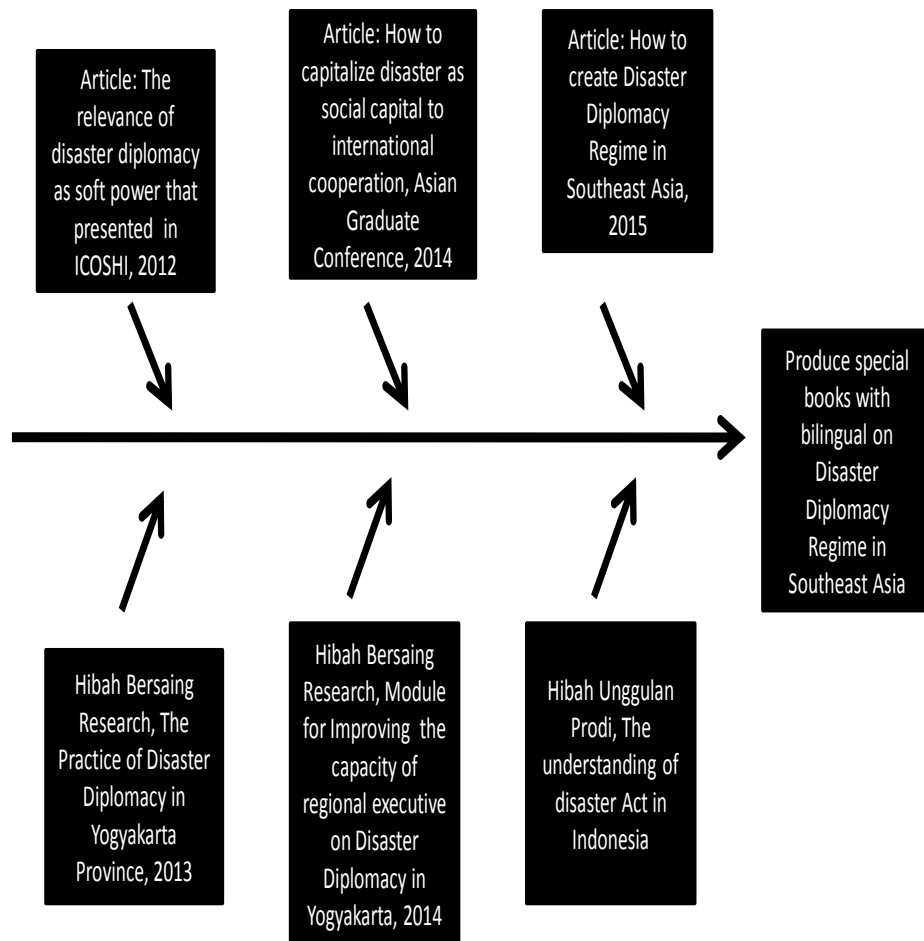 Article: The
relevance of
disaster diplomacy
as soft power that
presented in
ICOSHI, 2012
Article: How to
capitalize disaster as
social capital to
international
cooperation, Asian
Graduate
Conference, 2014
Article: How to
create Disaster
Diplomacy
Regime in
Southeast Asia,
2015
Produce special
books with
bilingual on
Disaster
Diplomacy
Regime in
Southeast Asia
Hibah Bersaing
Research, The
Practice of Disaster
Diplomacy in
Yogyakarta
Province, 2013
Hibah Bersaing
Research, Module
for Improving the
capacity of
regional executive
on Disaster
Diplomacy in
Yogyakarta, 2014
Hibah Unggulan
Prodi, The
understanding of
disaster Act in
Indonesia